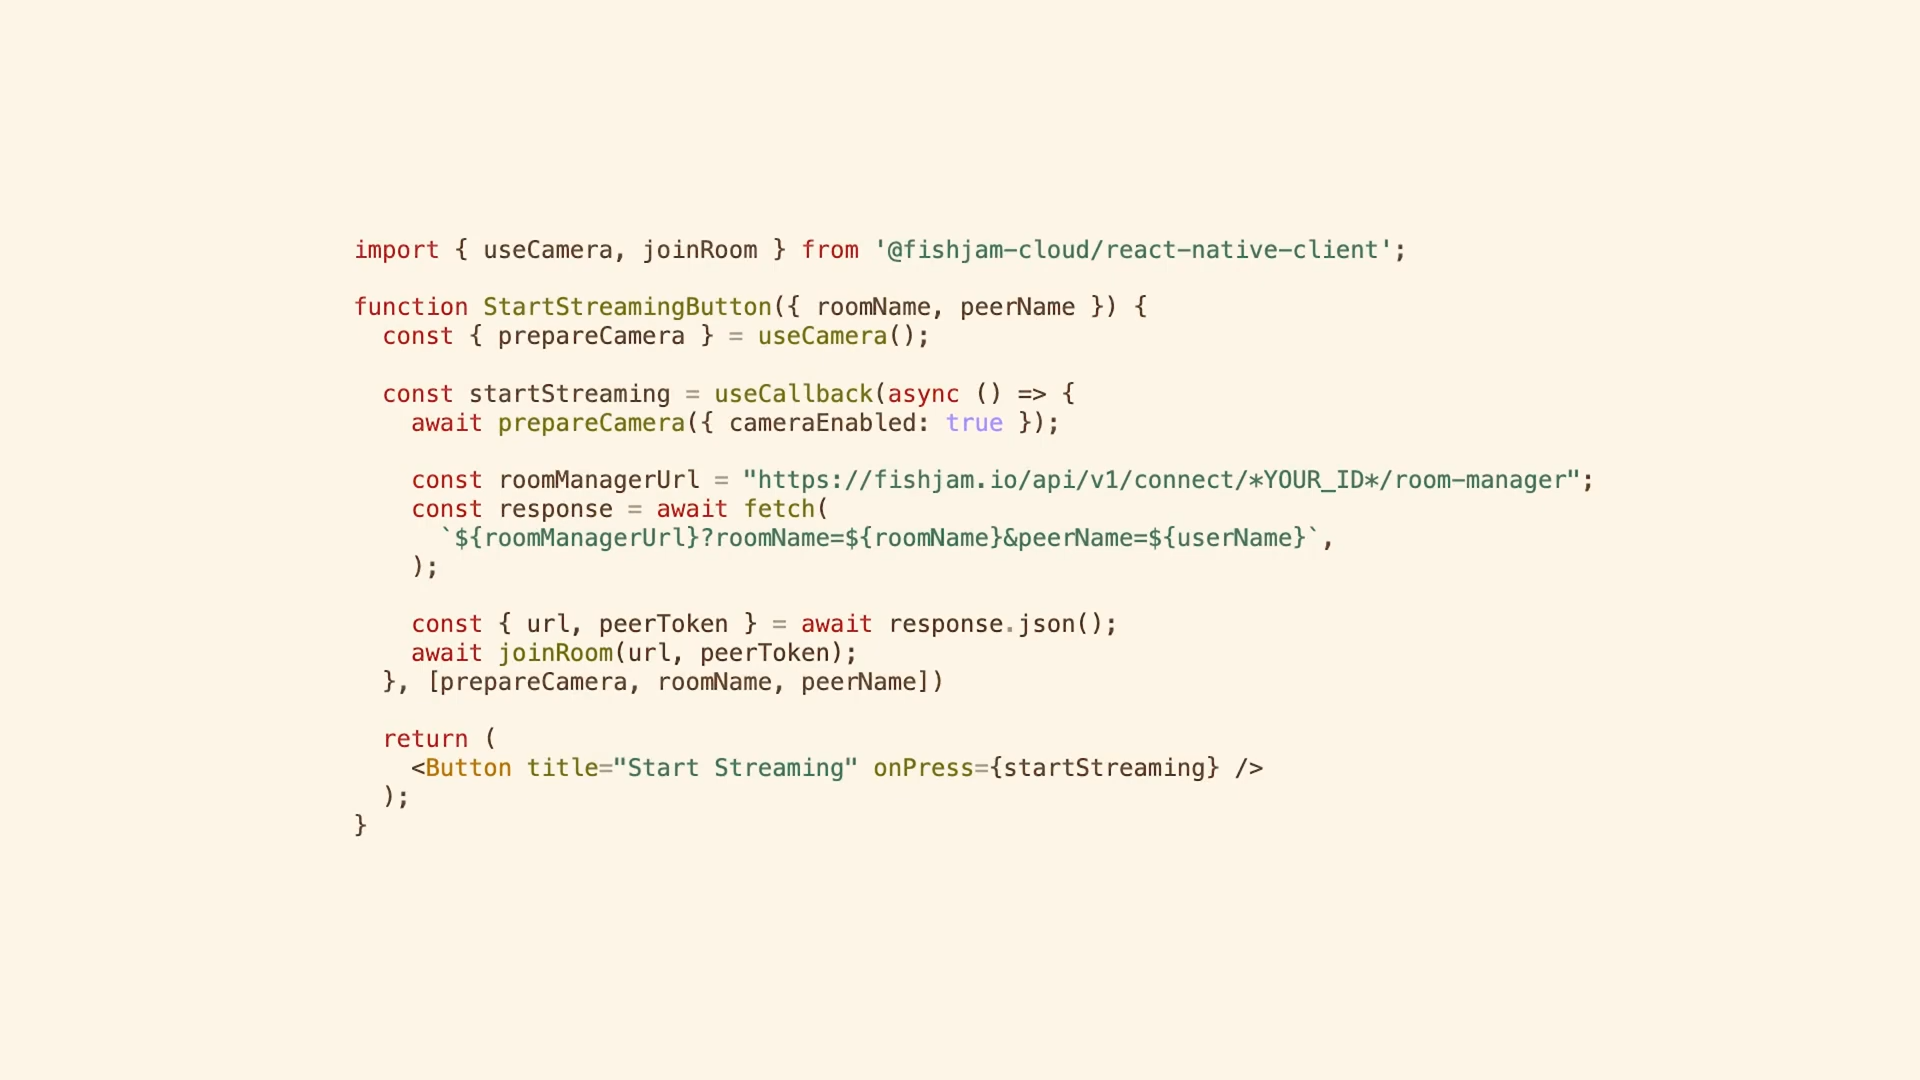 import { useCamera, joinRoom } from '@fishjam-cloud/react-native-client';
function StartStreamingButton({ roomName, peerName }) {
const { prepareCamera } = useCamera();
const startStreaming = useCallback(async () => {
await prepareCamera({ cameraEnabled: true });
const roomManagerUrl = "https://fishjam.io/api/v1/connect/*YOUR_ID*/room-manager";
const response = await fetch(
`${roomManagerUrl}?roomName=${roomName}&peerName=${userName}`,
);
const { url, peerToken } = await response.json();
await joinRoom(url, peerToken);
}, [prepareCamera, roomName, peerName])
return (
<Button title="Start Streaming" onPress={startStreaming} />
);
}